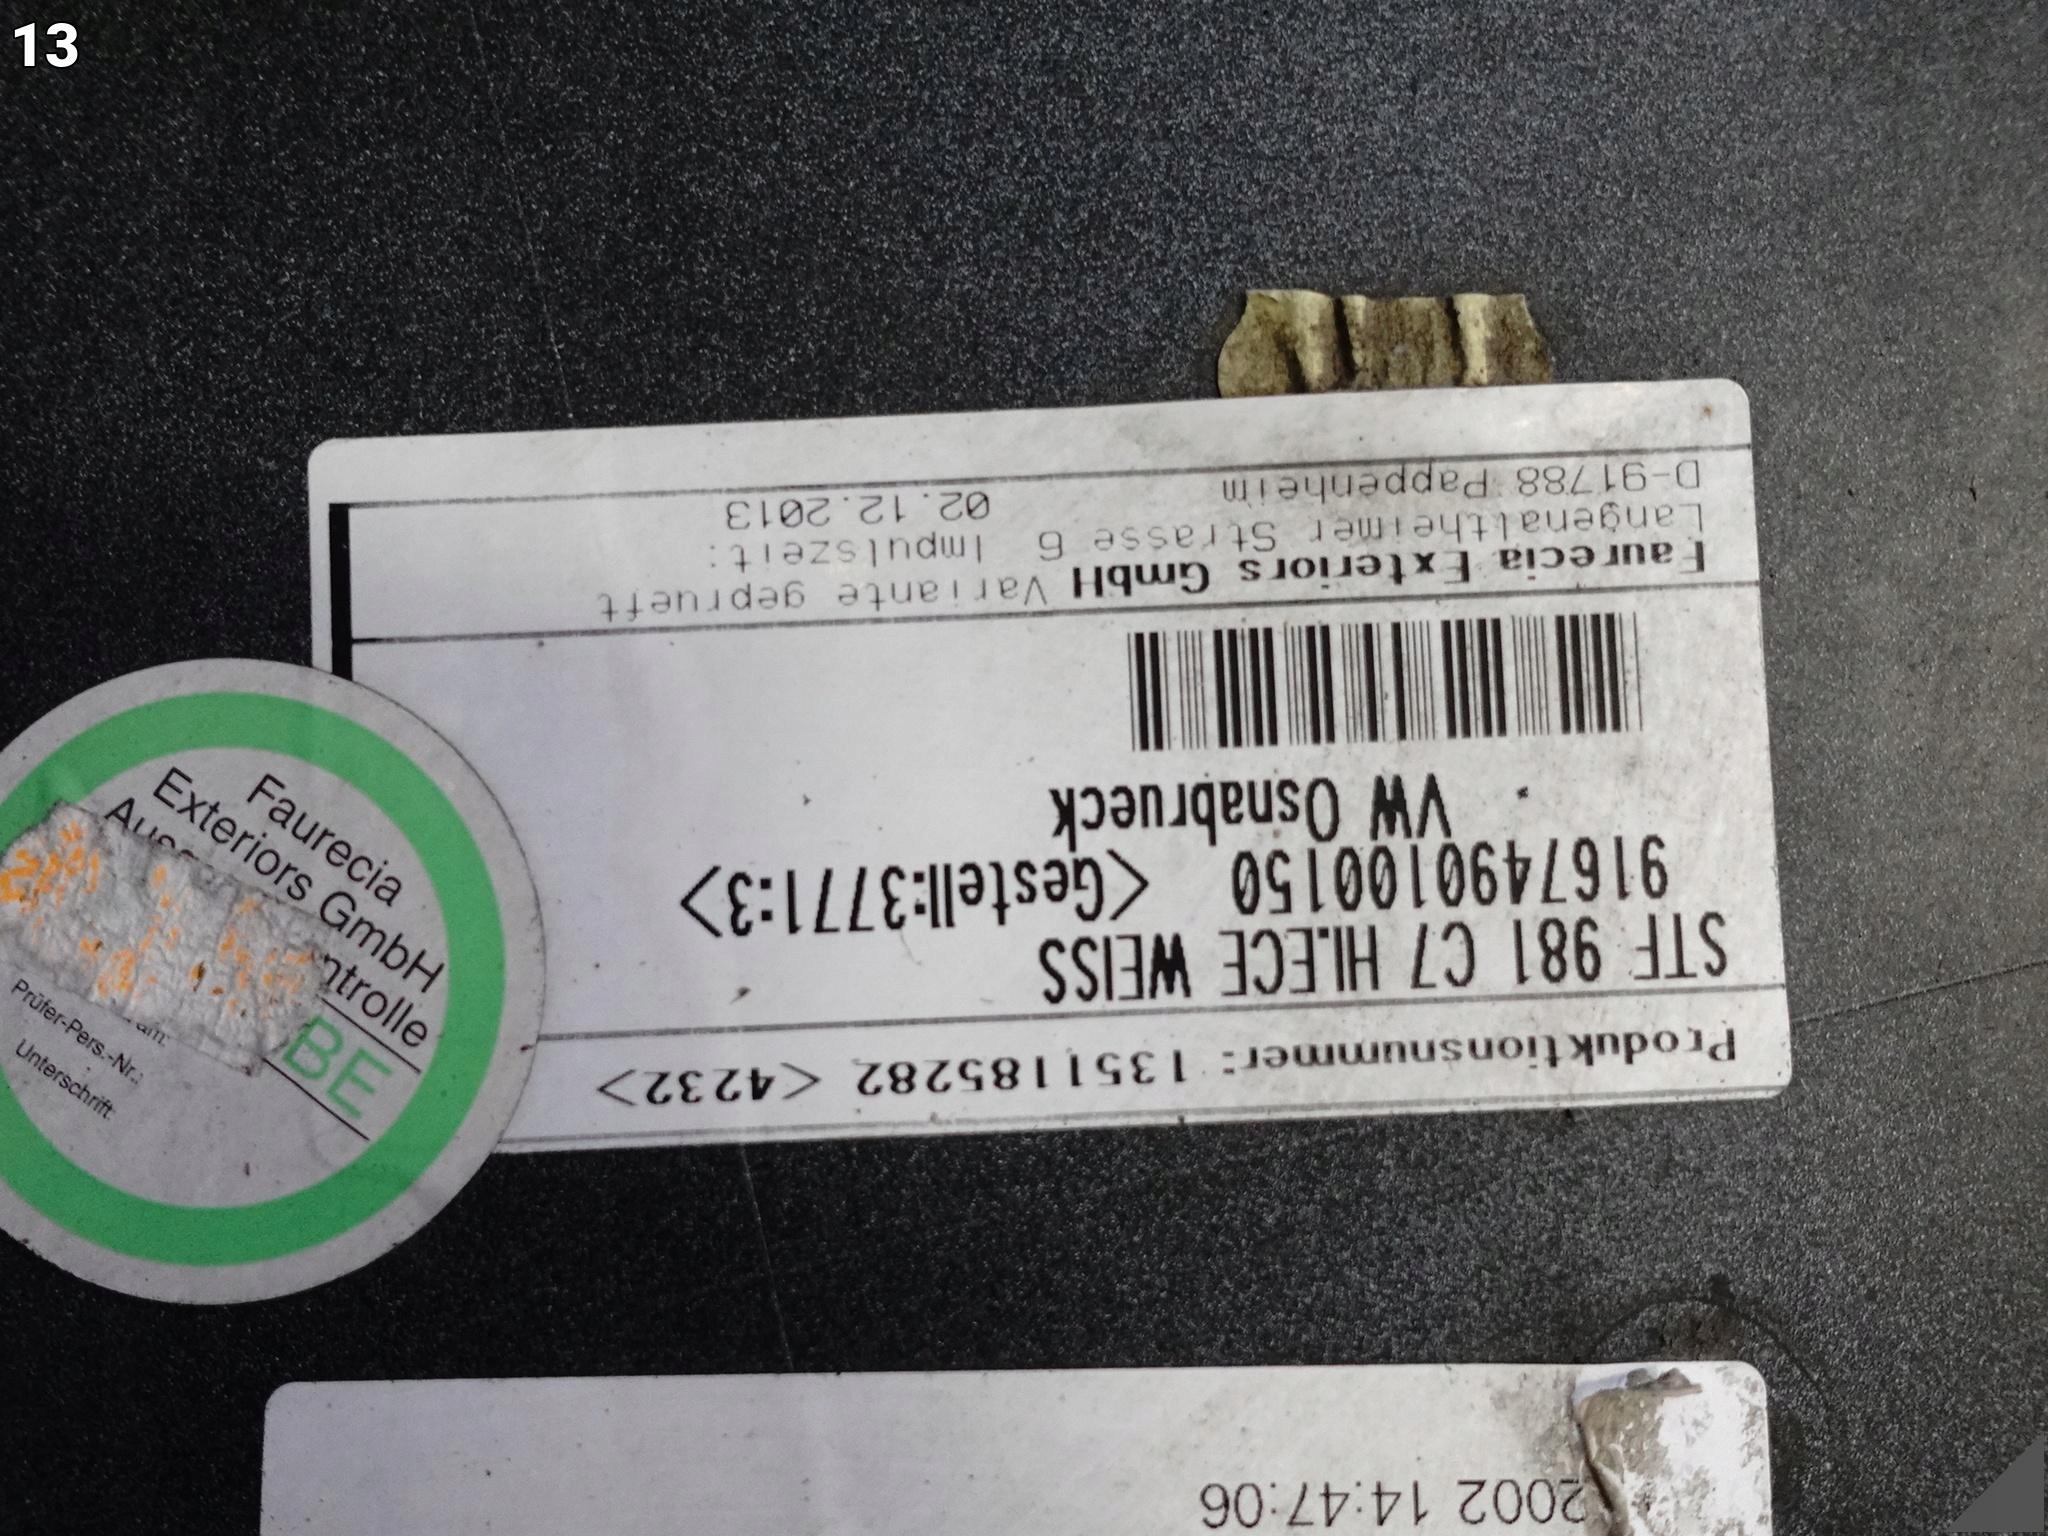 13
Produktionsnummer: 1351185282 <4232>
STF 981 C7 HI.ECE WEISS
9167490100150 <Gestell:3771:3>
VW Osnabrueck
Faurecia Exteriors GmbH Variante geprueft
Langenaltheimer Strasse 6 Impulszeit:
D-91788 Pappenheim 02.12.2013
Faurecia
Exteriors GmbH
BE
Prüfer-Pers.-Nr.:
Unterschrift
2002 14:47:06